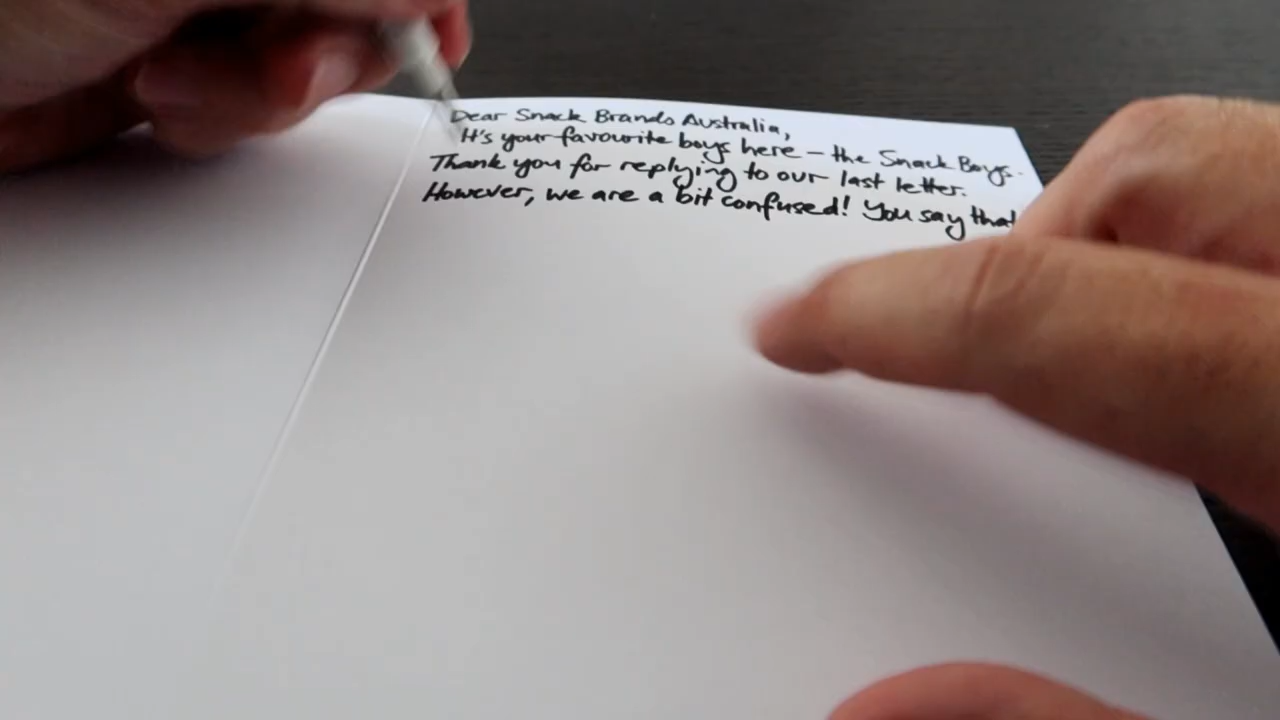 Dear Snack Brands Australia,
It's your favourite boys here – the Snack Boys.
Thank you for replying to our last letter.
However, we are a bit confused! You say that